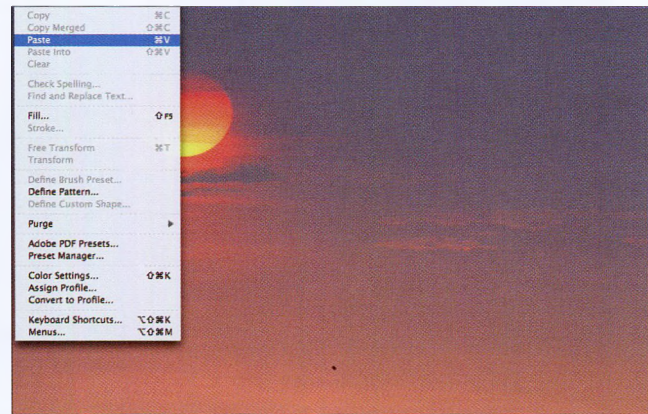 Copy ⌘C
Copy Merged ⇧⌘C
Paste ⌘V
Paste Into ⇧⌘V
Clear
Check Spelling...
Find and Replace Text...
Fill... ⇧F5
Stroke...
Free Transform ⌘T
Transform
Define Brush Preset...
Define Pattern...
Define Custom Shape...
Purge ▶
Adobe PDF Presets...
Preset Manager...
Color Settings... ⇧⌘K
Assign Profile...
Convert to Profile...
Keyboard Shortcuts... ⌥⇧⌘K
Menus... ⌥⇧⌘M